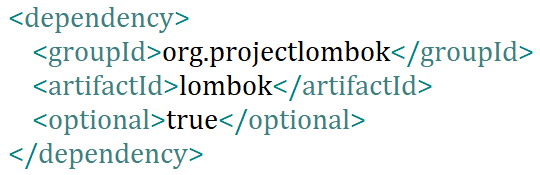 <dependency>
<groupId>org.projectlombok</groupId>
<artifactId>lombok</artifactId>
<optional>true</optional>
</dependency>